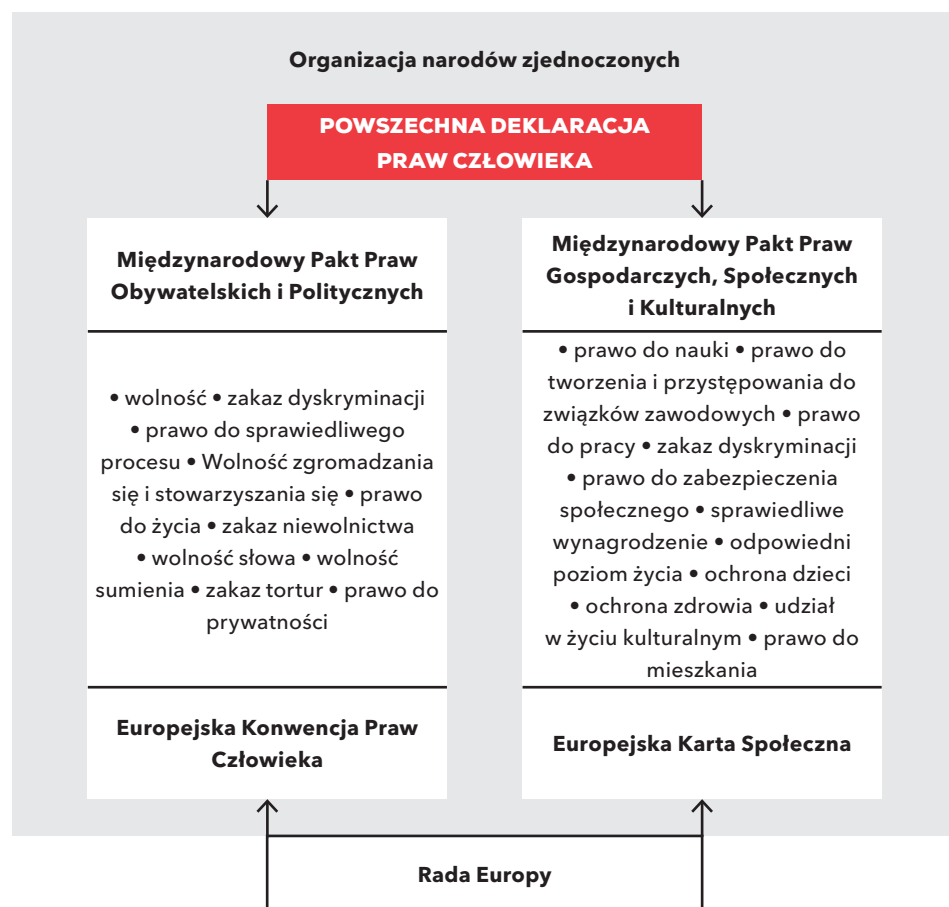 Organizacja narodów zjednoczonych
POWSZECHNA DEKLARACJA
PRAW CZŁOWIEKA
Międzynarodowy Pakt Praw
Obywatelskich i Politycznych
• wolność • zakaz dyskryminacji
• prawo do sprawiedliwego
procesu • Wolność zgromadzania
się i stowarzyszania się • prawo
do życia • zakaz niewolnictwa
• wolność słowa • wolność
sumienia • zakaz tortur • prawo do
prywatności
Europejska Konwencja Praw
Człowieka
Międzynarodowy Pakt Praw
Gospodarczych, Społecznych
i Kulturalnych
• prawo do nauki • prawo do
tworzenia i przystępowania do
związków zawodowych • prawo
do pracy • zakaz dyskryminacji
• prawo do zabezpieczenia
społecznego • sprawiedliwe
wynagrodzenie • odpowiedni
poziom życia • ochrona dzieci
• ochrona zdrowia • udział
w życiu kulturalnym • prawo do
mieszkania
Europejska Karta Społeczna
Rada Europy